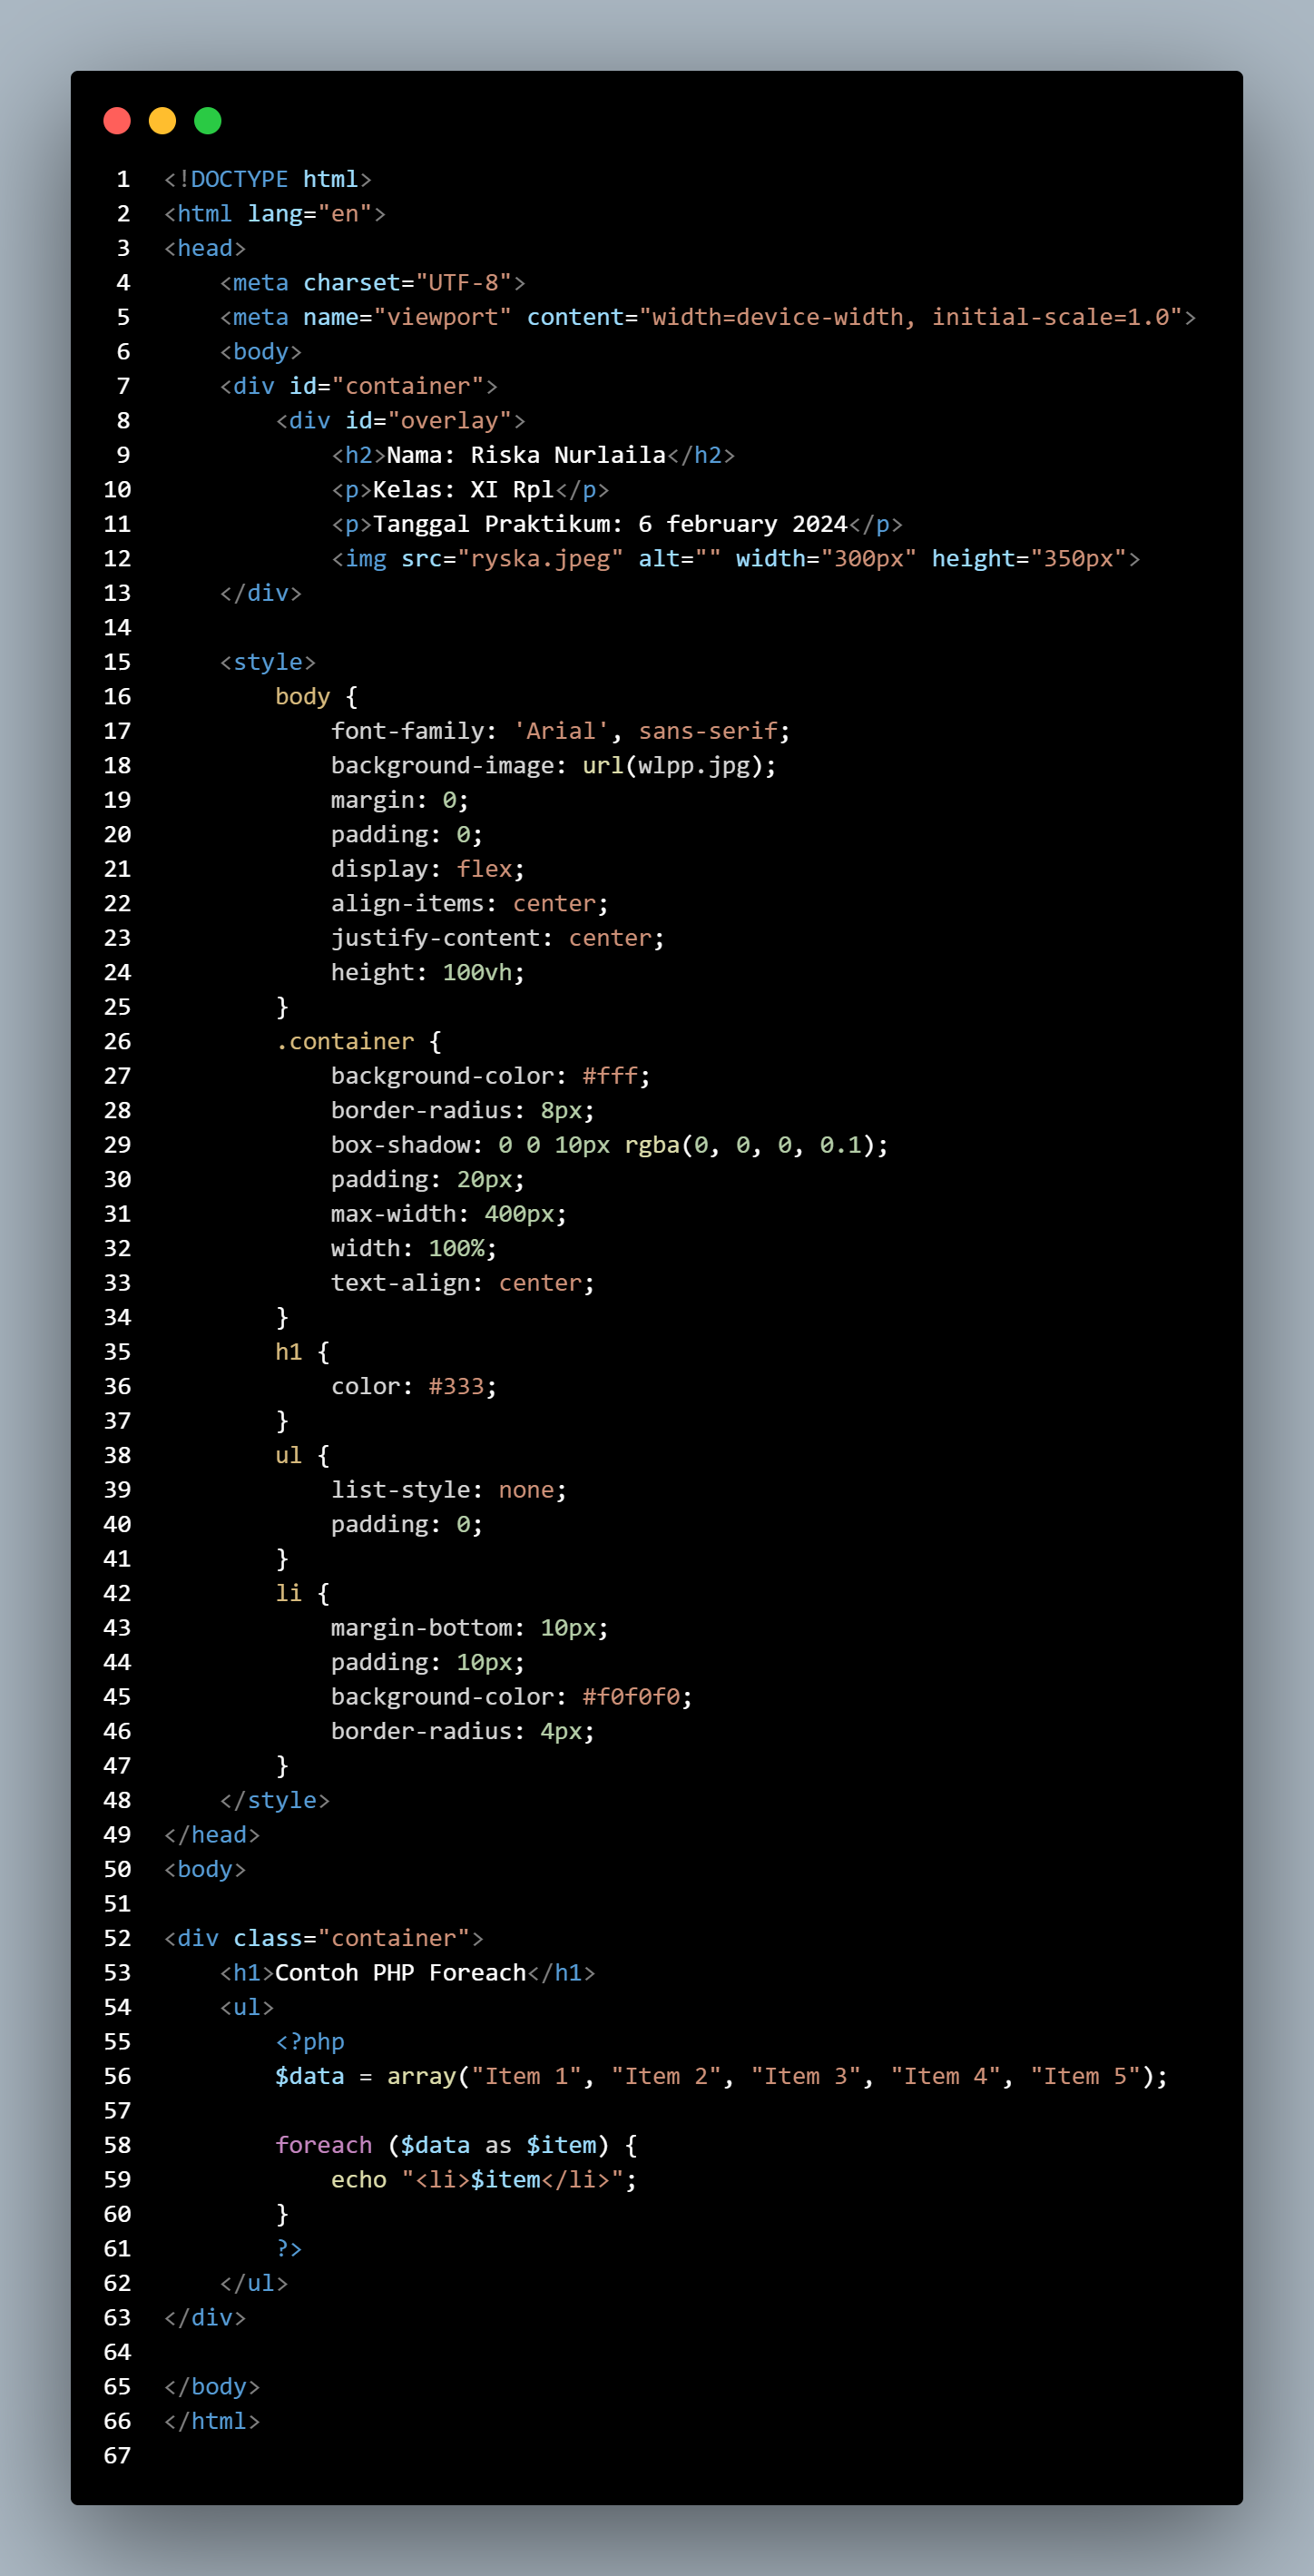 1 <!DOCTYPE html>
2 <html lang="en">
3 <head>
4     <meta charset="UTF-8">
5     <meta name="viewport" content="width=device-width, initial-scale=1.0">
6     <body>
7     <div id="container">
8         <div id="overlay">
9             <h2>Nama: Riska Nurlaila</h2>
10             <p>Kelas: XI Rpl</p>
11             <p>Tanggal Praktikum: 6 february 2024</p>
12             <img src="ryska.jpeg" alt="" width="300px" height="350px">
13     </div>
14
15     <style>
16         body {
17             font-family: 'Arial', sans-serif;
18             background-image: url(wlpp.jpg);
19             margin: 0;
20             padding: 0;
21             display: flex;
22             align-items: center;
23             justify-content: center;
24             height: 100vh;
25         }
26         .container {
27             background-color: #fff;
28             border-radius: 8px;
29             box-shadow: 0 0 10px rgba(0, 0, 0, 0.1);
30             padding: 20px;
31             max-width: 400px;
32             width: 100%;
33             text-align: center;
34         }
35         h1 {
36             color: #333;
37         }
38         ul {
39             list-style: none;
40             padding: 0;
41         }
42         li {
43             margin-bottom: 10px;
44             padding: 10px;
45             background-color: #f0f0f0;
46             border-radius: 4px;
47         }
48     </style>
49 </head>
50 <body>
51
52 <div class="container">
53     <h1>Contoh PHP Foreach</h1>
54     <ul>
55         <?php
56         $data = array("Item 1", "Item 2", "Item 3", "Item 4", "Item 5");
57
58         foreach ($data as $item) {
59             echo "<li>$item</li>";
60         }
61         ?>
62     </ul>
63 </div>
64
65 </body>
66 </html>
67